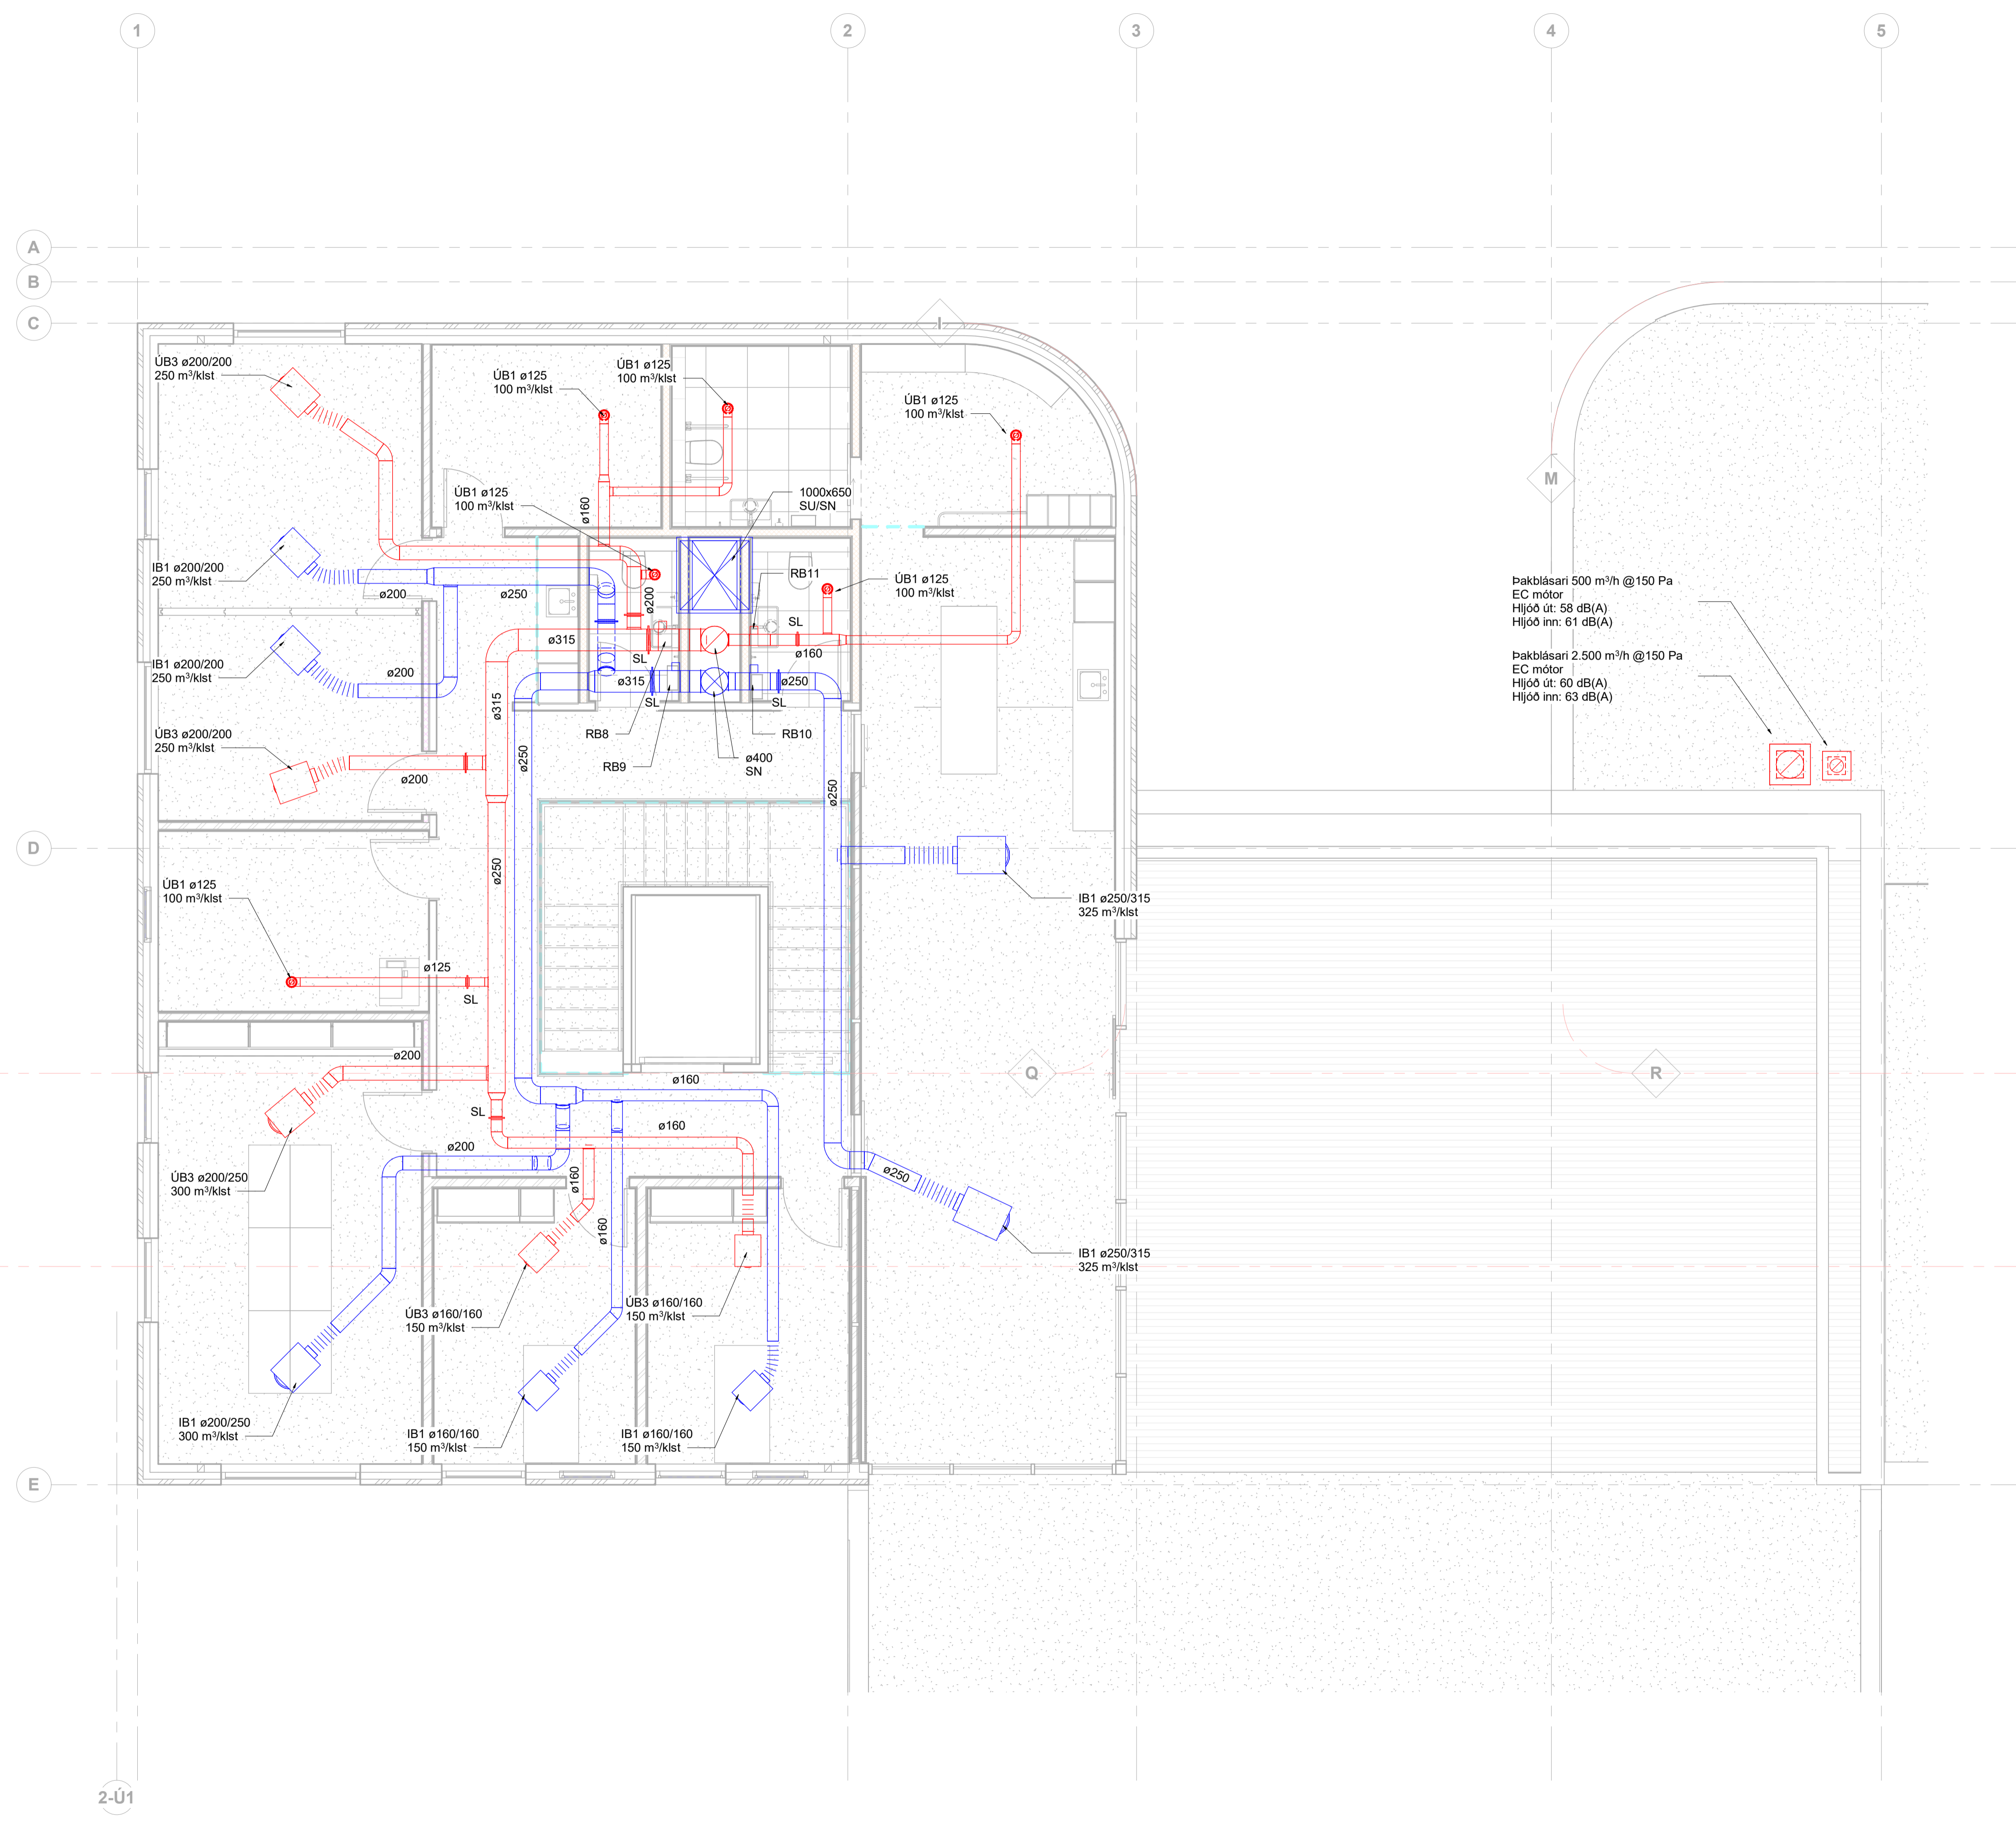 1
2
3
4
5
A
B
C
I
ÚB3 ø200/200
250 m³/klst
ÚB1 ø125
100 m³/klst
ÚB1 ø125
100 m³/klst
ÚB1 ø125
100 m³/klst
M
ÚB1 ø125
100 m³/klst
ø160
1000x650
SU/SN
IB1 ø200/200
250 m³/klst
ø200
ø250
ø200
RB11
ÚB1 ø125
100 m³/klst
Þakblásari 500 m³/h @150 Pa
EC mótor
Hljóð út: 58 dB(A)
Hljóð inn: 61 dB(A)
Þakblásari 2.500 m³/h @150 Pa
EC mótor
Hljóð út: 60 dB(A)
Hljóð inn: 63 dB(A)
ø315
SL
SL
ø160
IB1 ø200/200
250 m³/klst
ø200
ø315
ø250
SL
SL
ø315
RB8
RB10
RB9
ø400
SN
ÚB3 ø200/200
250 m³/klst
ø200
ø250
ø250
D
ø250
ÚB1 ø125
100 m³/klst
IB1 ø250/315
325 m³/klst
ø125
SL
ø200
Q
R
ø160
SL
ø160
ø200
ÚB3 ø200/250
300 m³/klst
ø160
ø250
ø160
IB1 ø250/315
325 m³/klst
ÚB3 ø160/160
150 m³/klst
ÚB3 ø160/160
150 m³/klst
IB1 ø200/250
300 m³/klst
IB1 ø160/160
150 m³/klst
IB1 ø160/160
150 m³/klst
E
2-Ú1